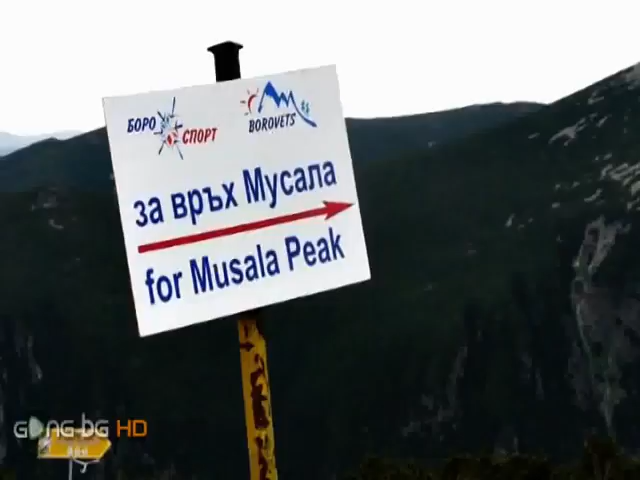 БОРО СПОРТ
BOROVETS
за връх Мусала
for Musala Peak
GONG.BG HD